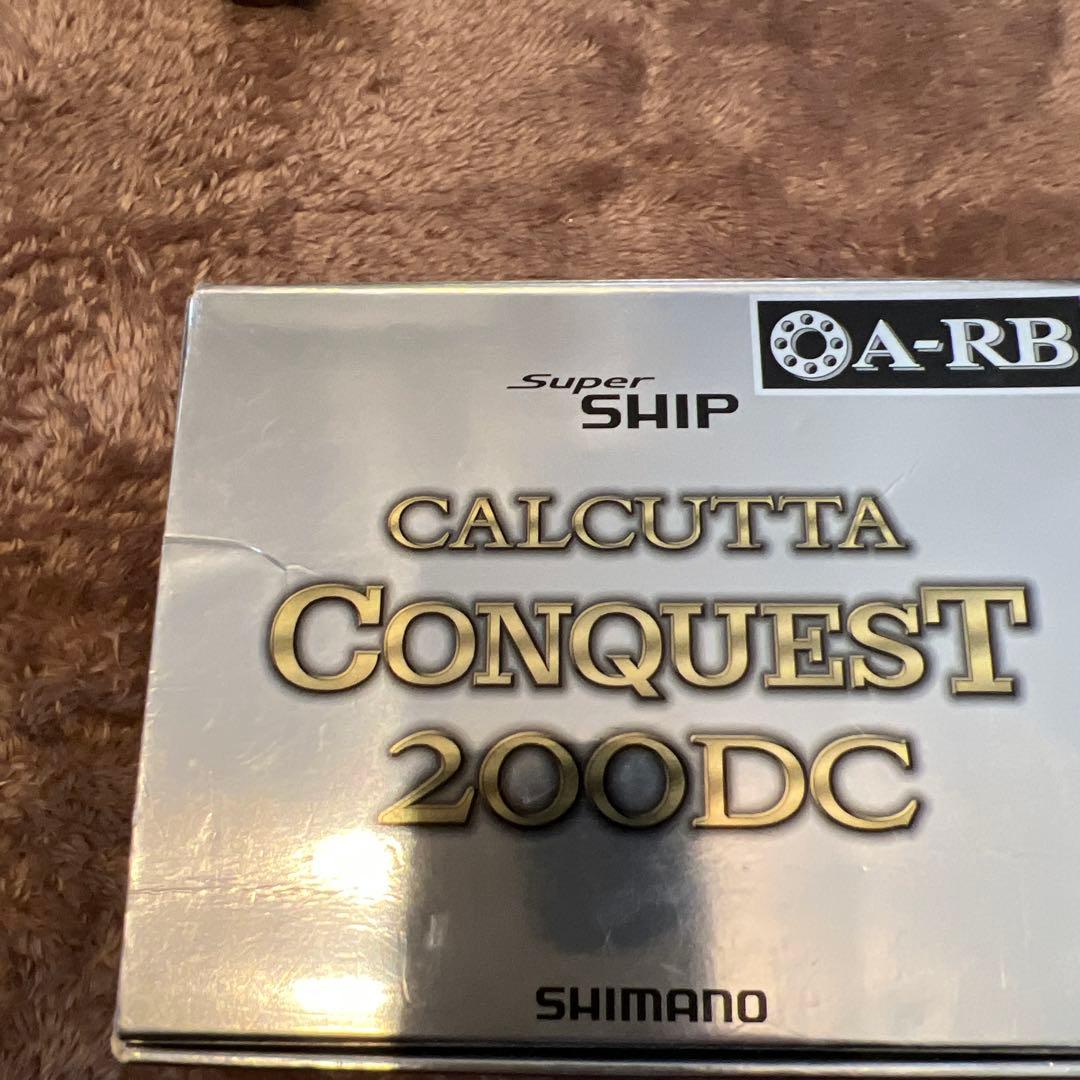 A-RB
Super
SHIP
CALCUTTA
CONQUEST
200DC
SHIMANO